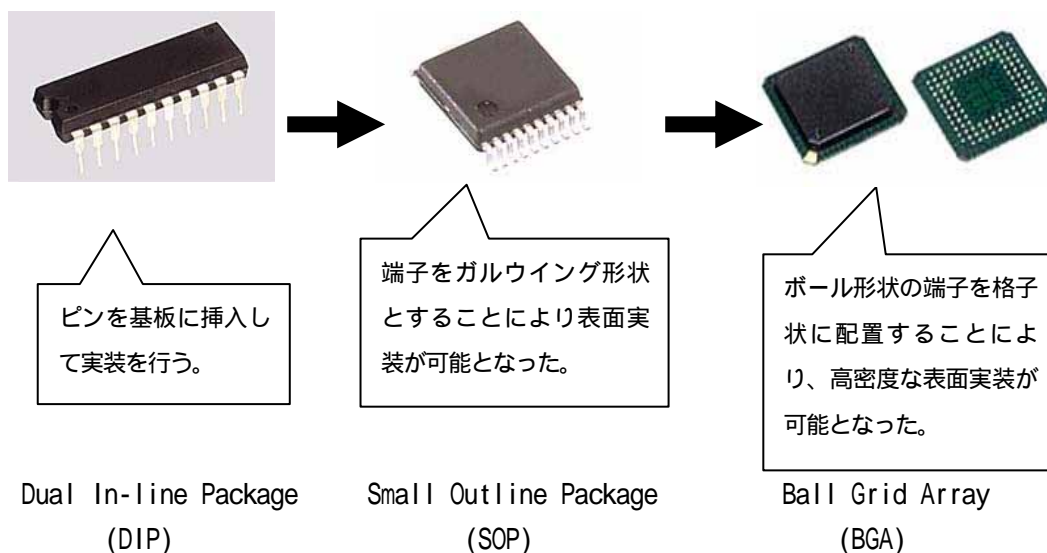 ピンを基板に挿入し
て実装を行う。
端子をガルウイング形状
とすることにより表面実
装が可能となった。
ボール形状の端子を格子
状に配置することによ
り、高密度な表面実装が
可能となった。
Dual In-line Package
(DIP)
Small Outline Package
(SOP)
Ball Grid Array
(BGA)